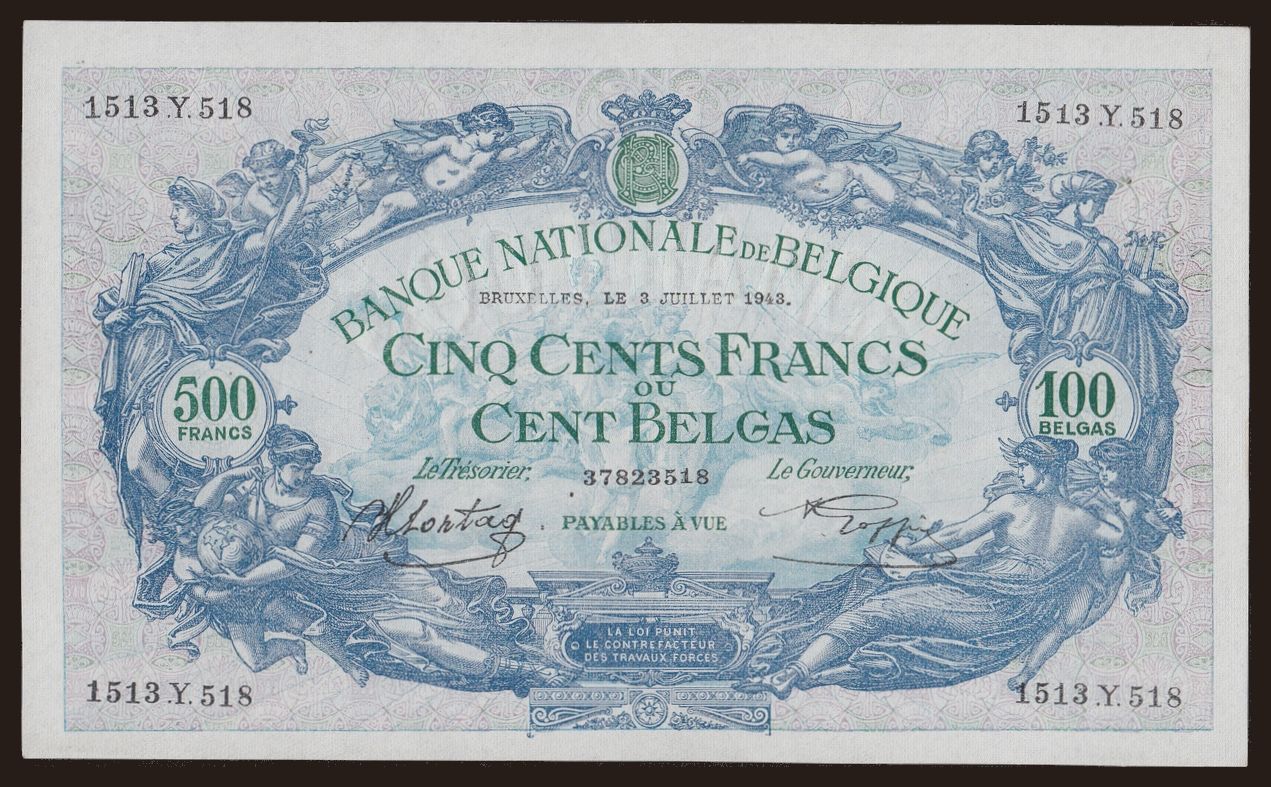 1513.Y.518
1513.Y.518
BANQUE NATIONALE DE BELGIQUE
BRUXELLES, LE 3 JUILLET 1943.
CINQ CENTS FRANCS
OU
CENT BELGAS
500
FRANCS
100
BELGAS
Le Trésorier,
37823518
Le Gouverneur,
PAYABLES À VUE
LA LOI PUNIT
LE CONTREFACTEUR
DES TRAVAUX FORCÉS
1513.Y.518
1513.Y.518